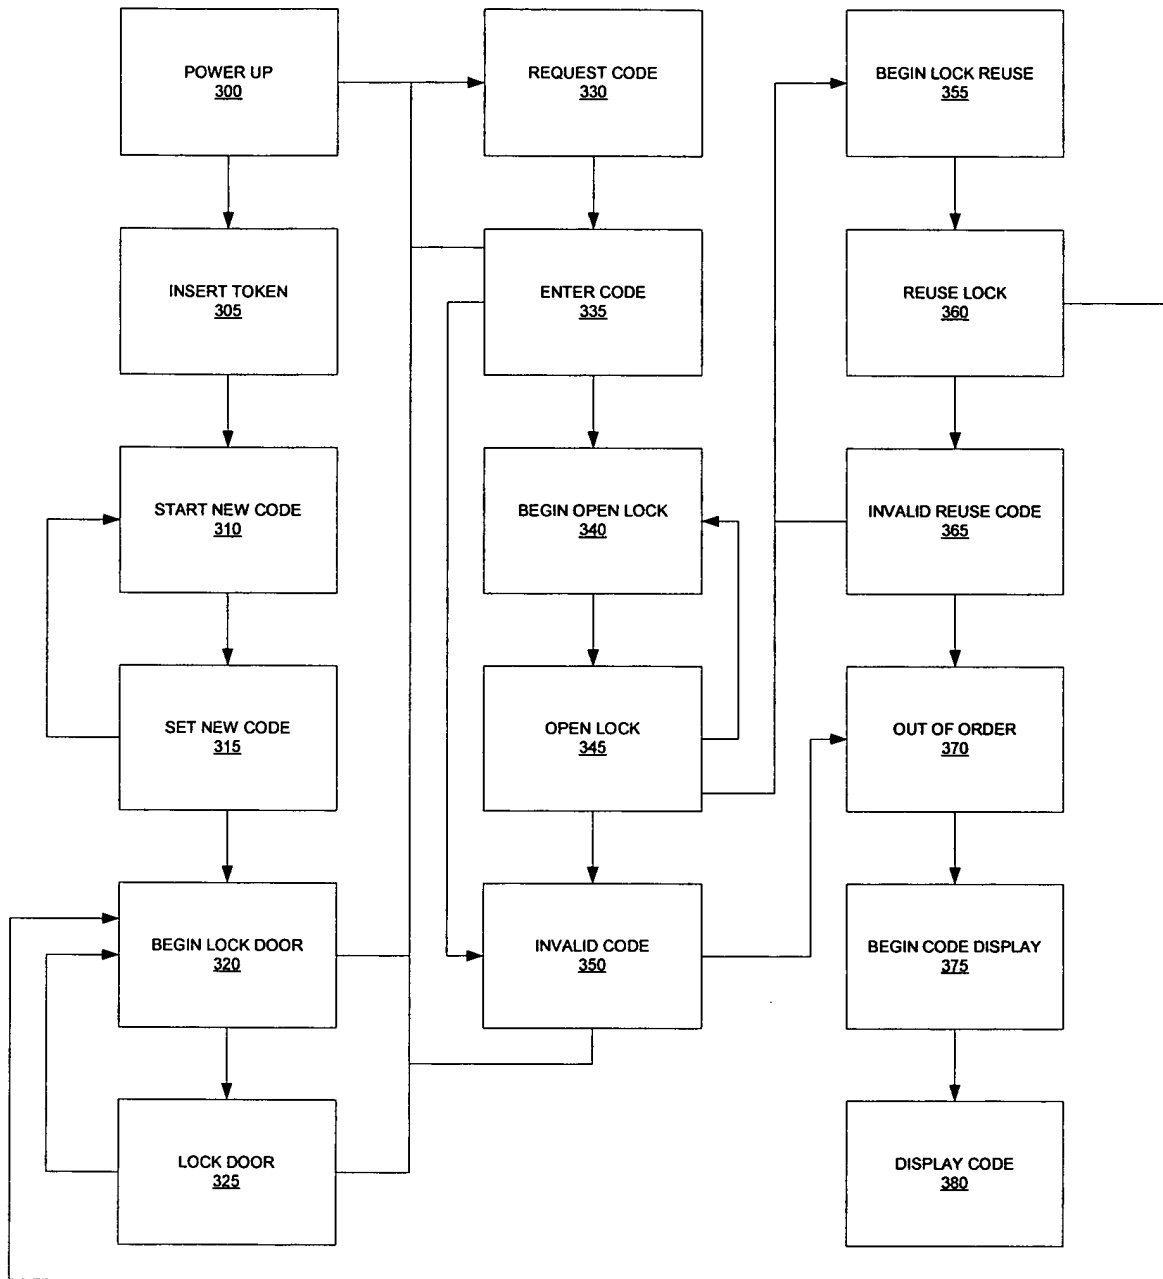 POWER UP
300
INSERT TOKEN
305
START NEW CODE
310
SET NEW CODE
315
BEGIN LOCK DOOR
320
LOCK DOOR
325
REQUEST CODE
330
ENTER CODE
335
BEGIN OPEN LOCK
340
OPEN LOCK
345
INVALID CODE
350
BEGIN LOCK REUSE
355
REUSE LOCK
360
INVALID REUSE CODE
365
OUT OF ORDER
370
BEGIN CODE DISPLAY
375
DISPLAY CODE
380